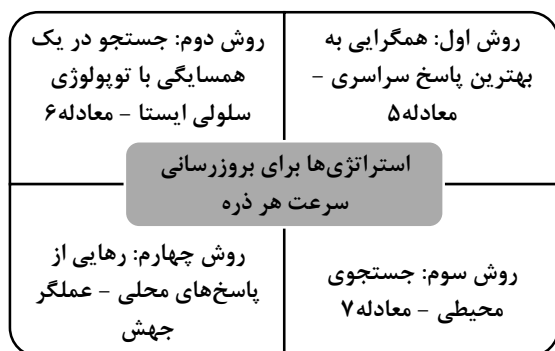 روش اول: همگرایی به
بهترین پاسخ سراسری –
معادله۵
روش دوم: جستجو در یک
همسایگی با توپولوژی
سلولی ایستا – معادله۶
استراتژی‌ها برای بروزرسانی
سرعت هر ذره
روش سوم: جستجوی
محیطی – معادله۷
روش چهارم: رهایی از
پاسخ‌های محلی – عملگر
جهش